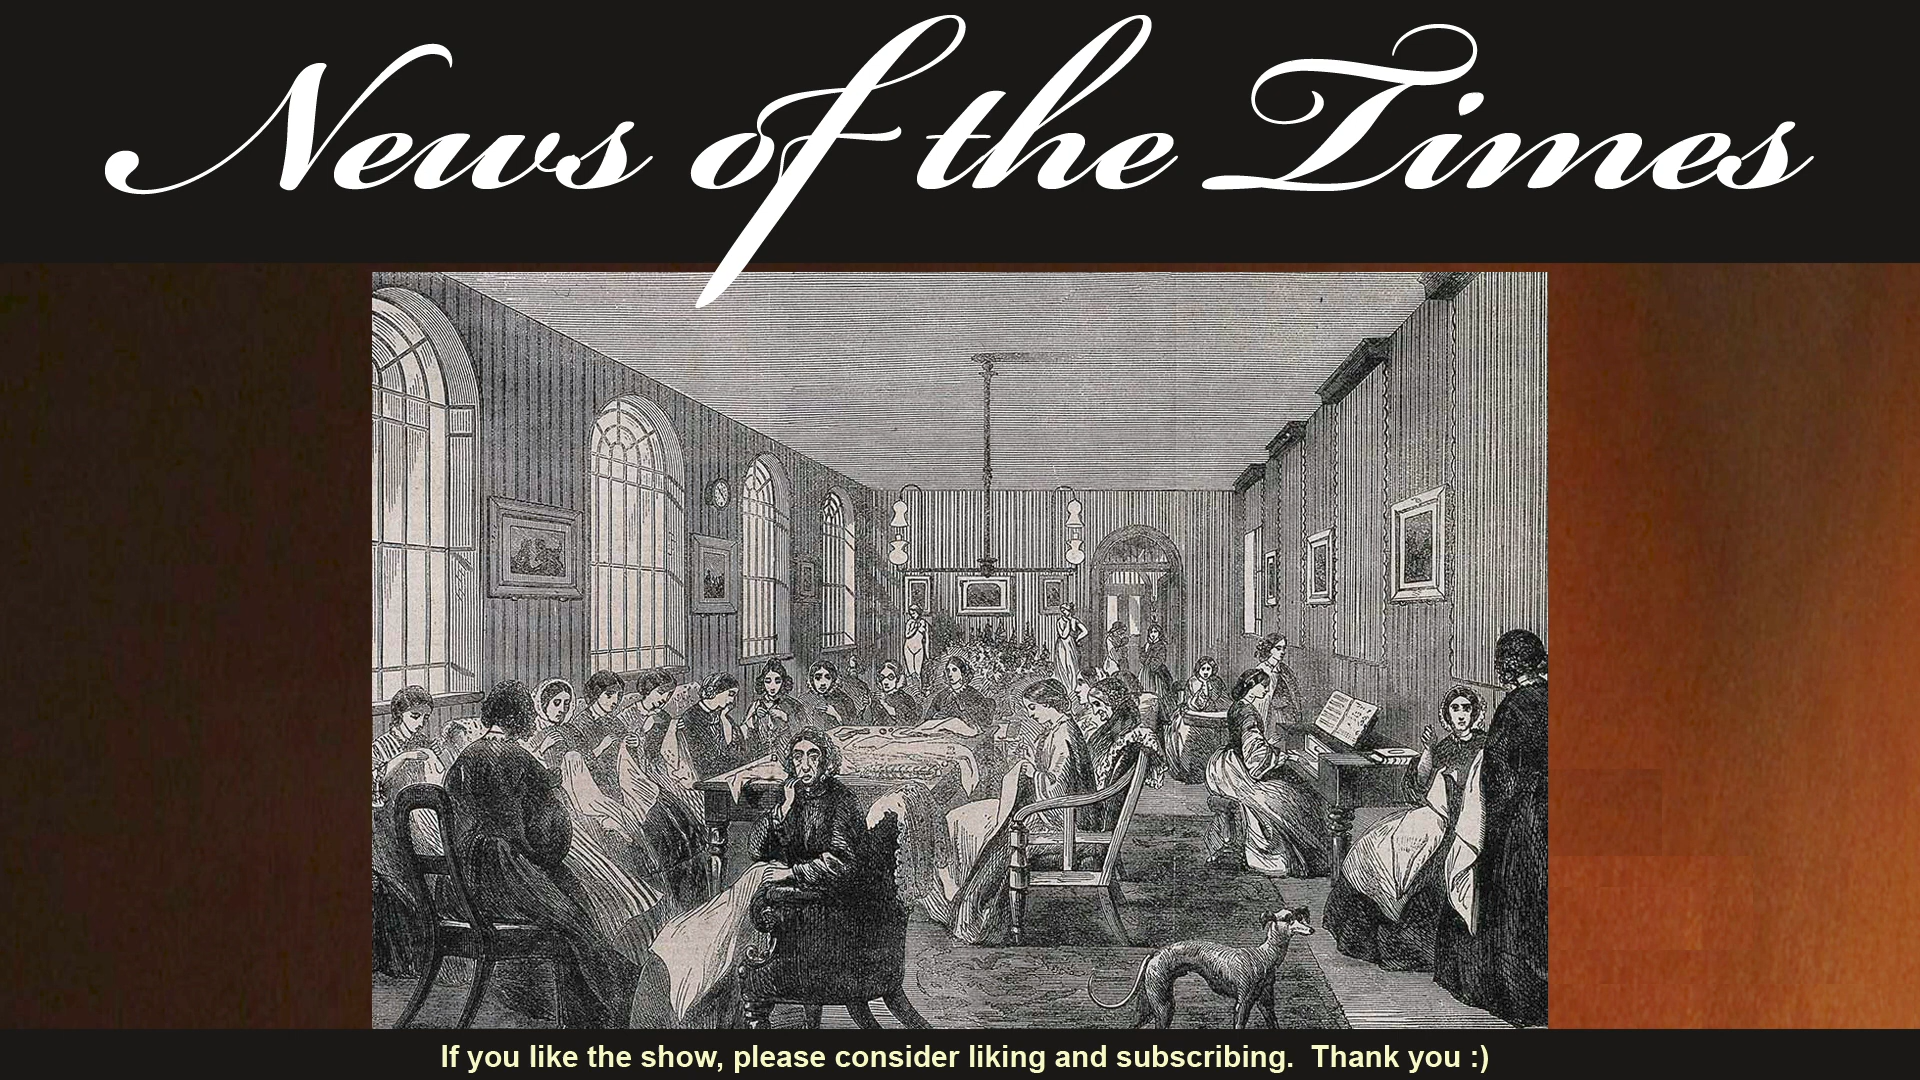 News of the Times
If you like the show, please consider liking and subscribing.  Thank you :)